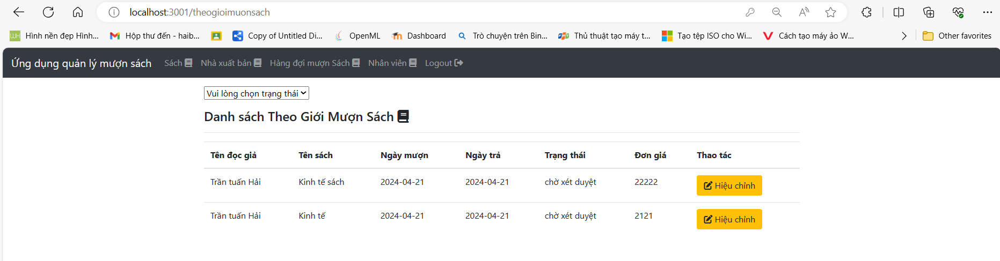 localhost:3001/theogioimuonsach
Hình nền đẹp Hình... Hộp thư đến - haib... Copy of Untitled Di... OpenML Dashboard Trò chuyện trên Bin... Thủ thuật tạo máy t... Tạo tệp ISO cho Wi... Cách tạo máy ảo W... Other favorites
Ứng dụng quản lý mượn sách Sách Nhà xuất bản Hàng đợi mượn Sách Nhân viên Logout
Vui lòng chọn trạng thái
Danh sách Theo Giới Mượn Sách
Tên đọc giả Tên sách Ngày mượn Ngày trả Trạng thái Đơn giá Thao tác
Trần tuấn Hải Kinh tế sách 2024-04-21 2024-04-21 chờ xét duyệt 22222 Hiệu chỉnh
Trần tuấn Hải Kinh tế 2024-04-21 2024-04-21 chờ xét duyệt 2121 Hiệu chỉnh